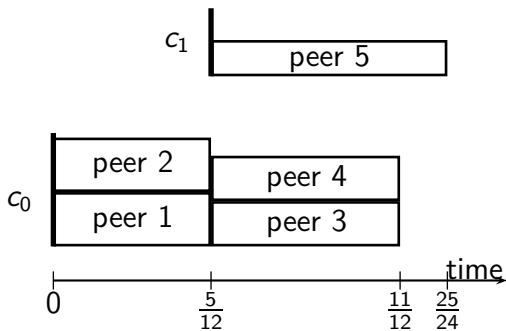 c₁
peer 5
peer 2
peer 4
c₀
peer 1
peer 3
time
0
5/12
11/12
25/24